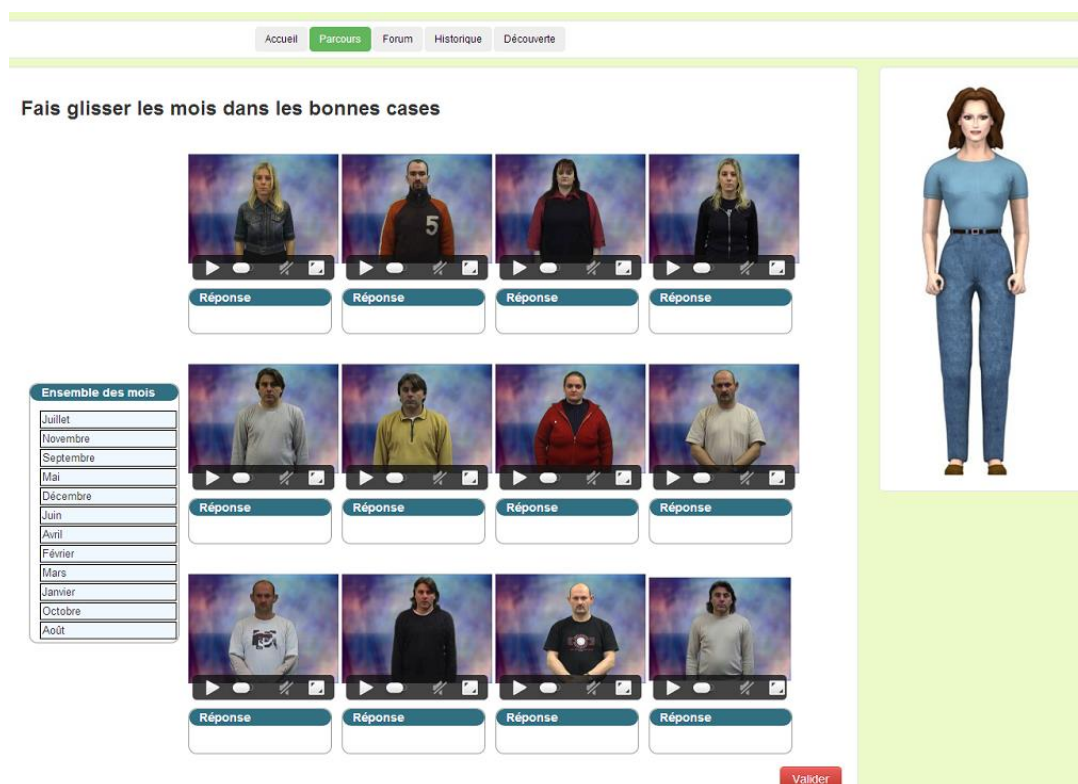 Accueil Parcours Forum Historique Découverte
Fais glisser les mois dans les bonnes cases
5
Réponse Réponse Réponse Réponse
Ensemble des mois
Juillet
Novembre
Septembre
Mai
Décembre
Juin
Avril
Février
Mars
Janvier
Octobre
Août
Réponse Réponse Réponse Réponse
Réponse Réponse Réponse Réponse
Valider